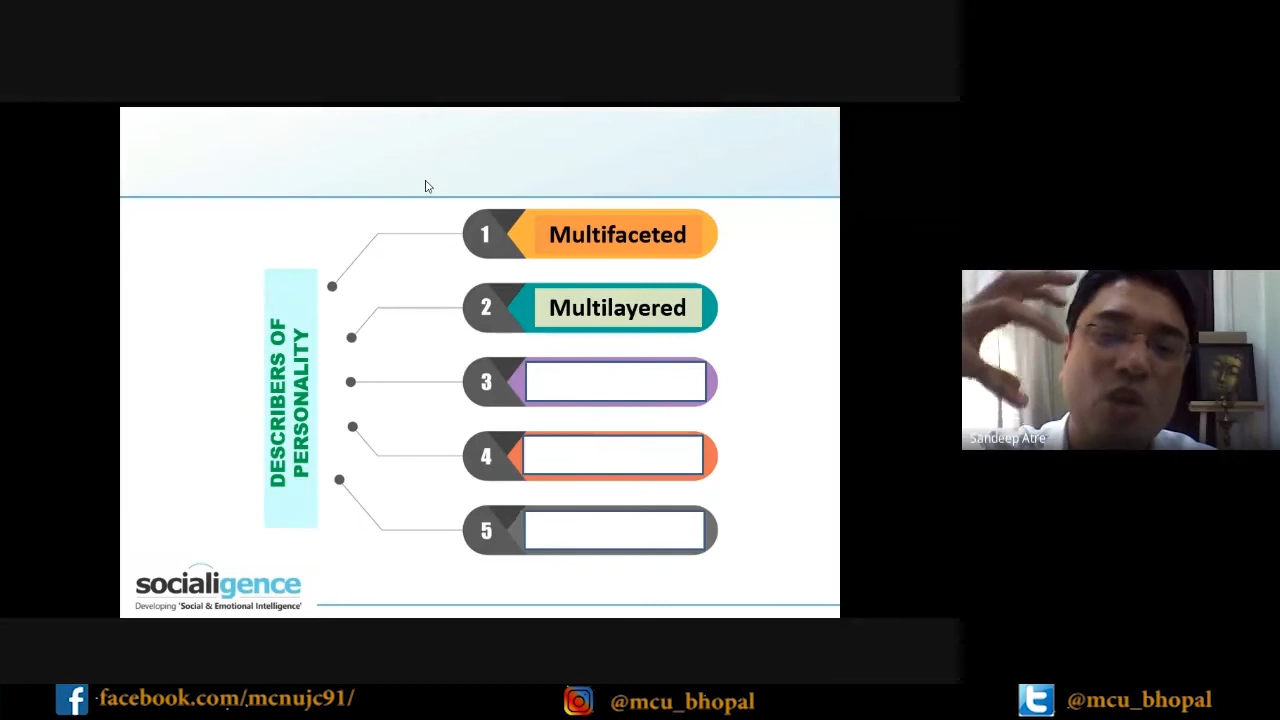 DESCRIBERS OF
PERSONALITY
1
Multifaceted
2
Multilayered
3
4
5
socialigence
Developing 'Social & Emotional Intelligence'
Sandeep Atre
facebook.com/mcnujc91/
@mcu_bhopal
@mcu_bhopal